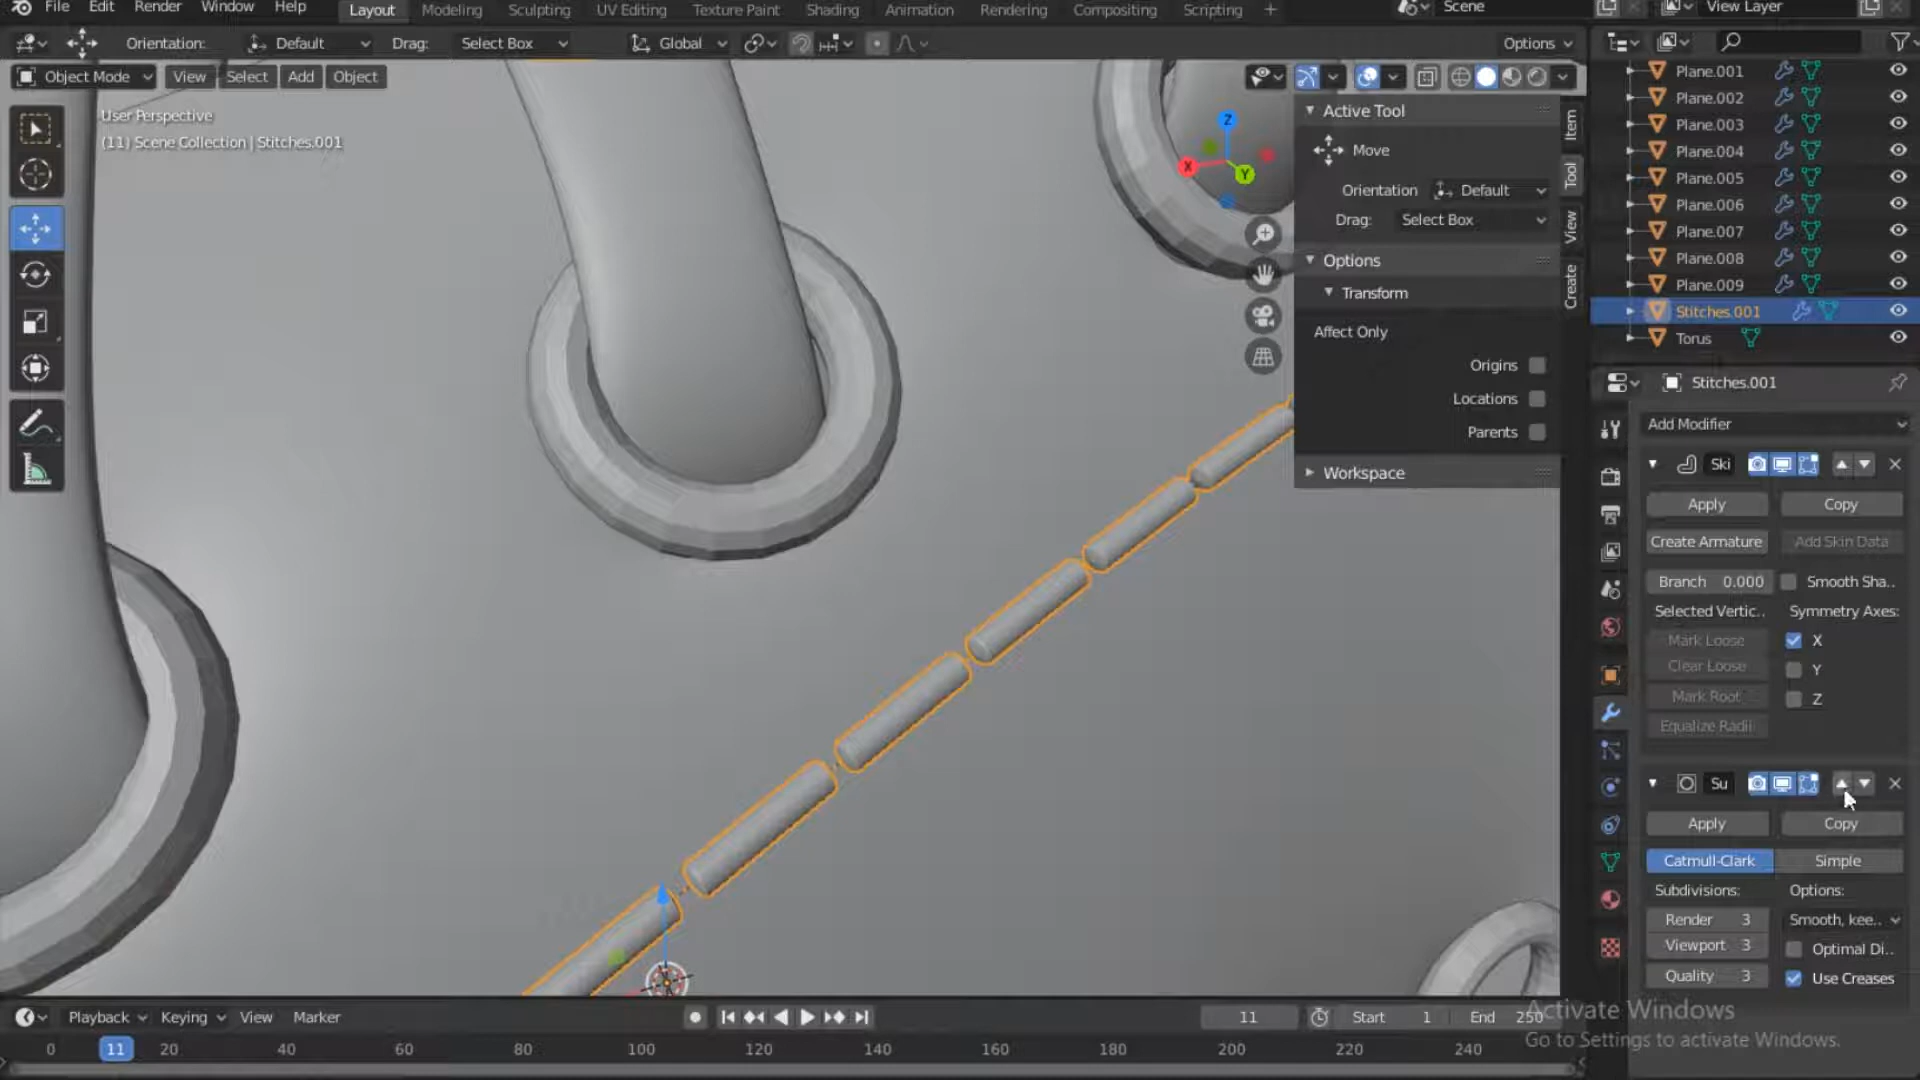 File Edit Render Window Help Layout Modeling Sculpting UV Editing Texture Paint Shading Animation Rendering Compositing Scripting + Scene View Layer
Orientation: Default Drag: Select Box Global Options
Object Mode View Select Add Object
User Perspective
(11) Scene Collection | Stitches.001
Z
X
Y
Active Tool
Move
Orientation Default
Drag: Select Box
Options
Transform
Affect Only
Origins
Locations
Parents
Workspace
Item
Tool
View
Create
Plane.001
Plane.002
Plane.003
Plane.004
Plane.005
Plane.006
Plane.007
Plane.008
Plane.009
Stitches.001
Torus
Stitches.001
Add Modifier
Ski
Apply Copy
Create Armature Add Skin Data
Branch 0.000 Smooth Sha..
Selected Vertic.. Symmetry Axes:
Mark Loose X
Clear Loose Y
Mark Root Z
Equalize Radii
Su
Apply Copy
Catmull-Clark Simple
Subdivisions: Options:
Render 3 Smooth, kee..
Viewport 3 Optimal Di..
Quality 3 Use Creases
Activate Windows
Go to Settings to activate Windows.
Playback Keying View Marker 11 Start 1 End 250
0 11 20 40 60 80 100 120 140 160 180 200 220 240